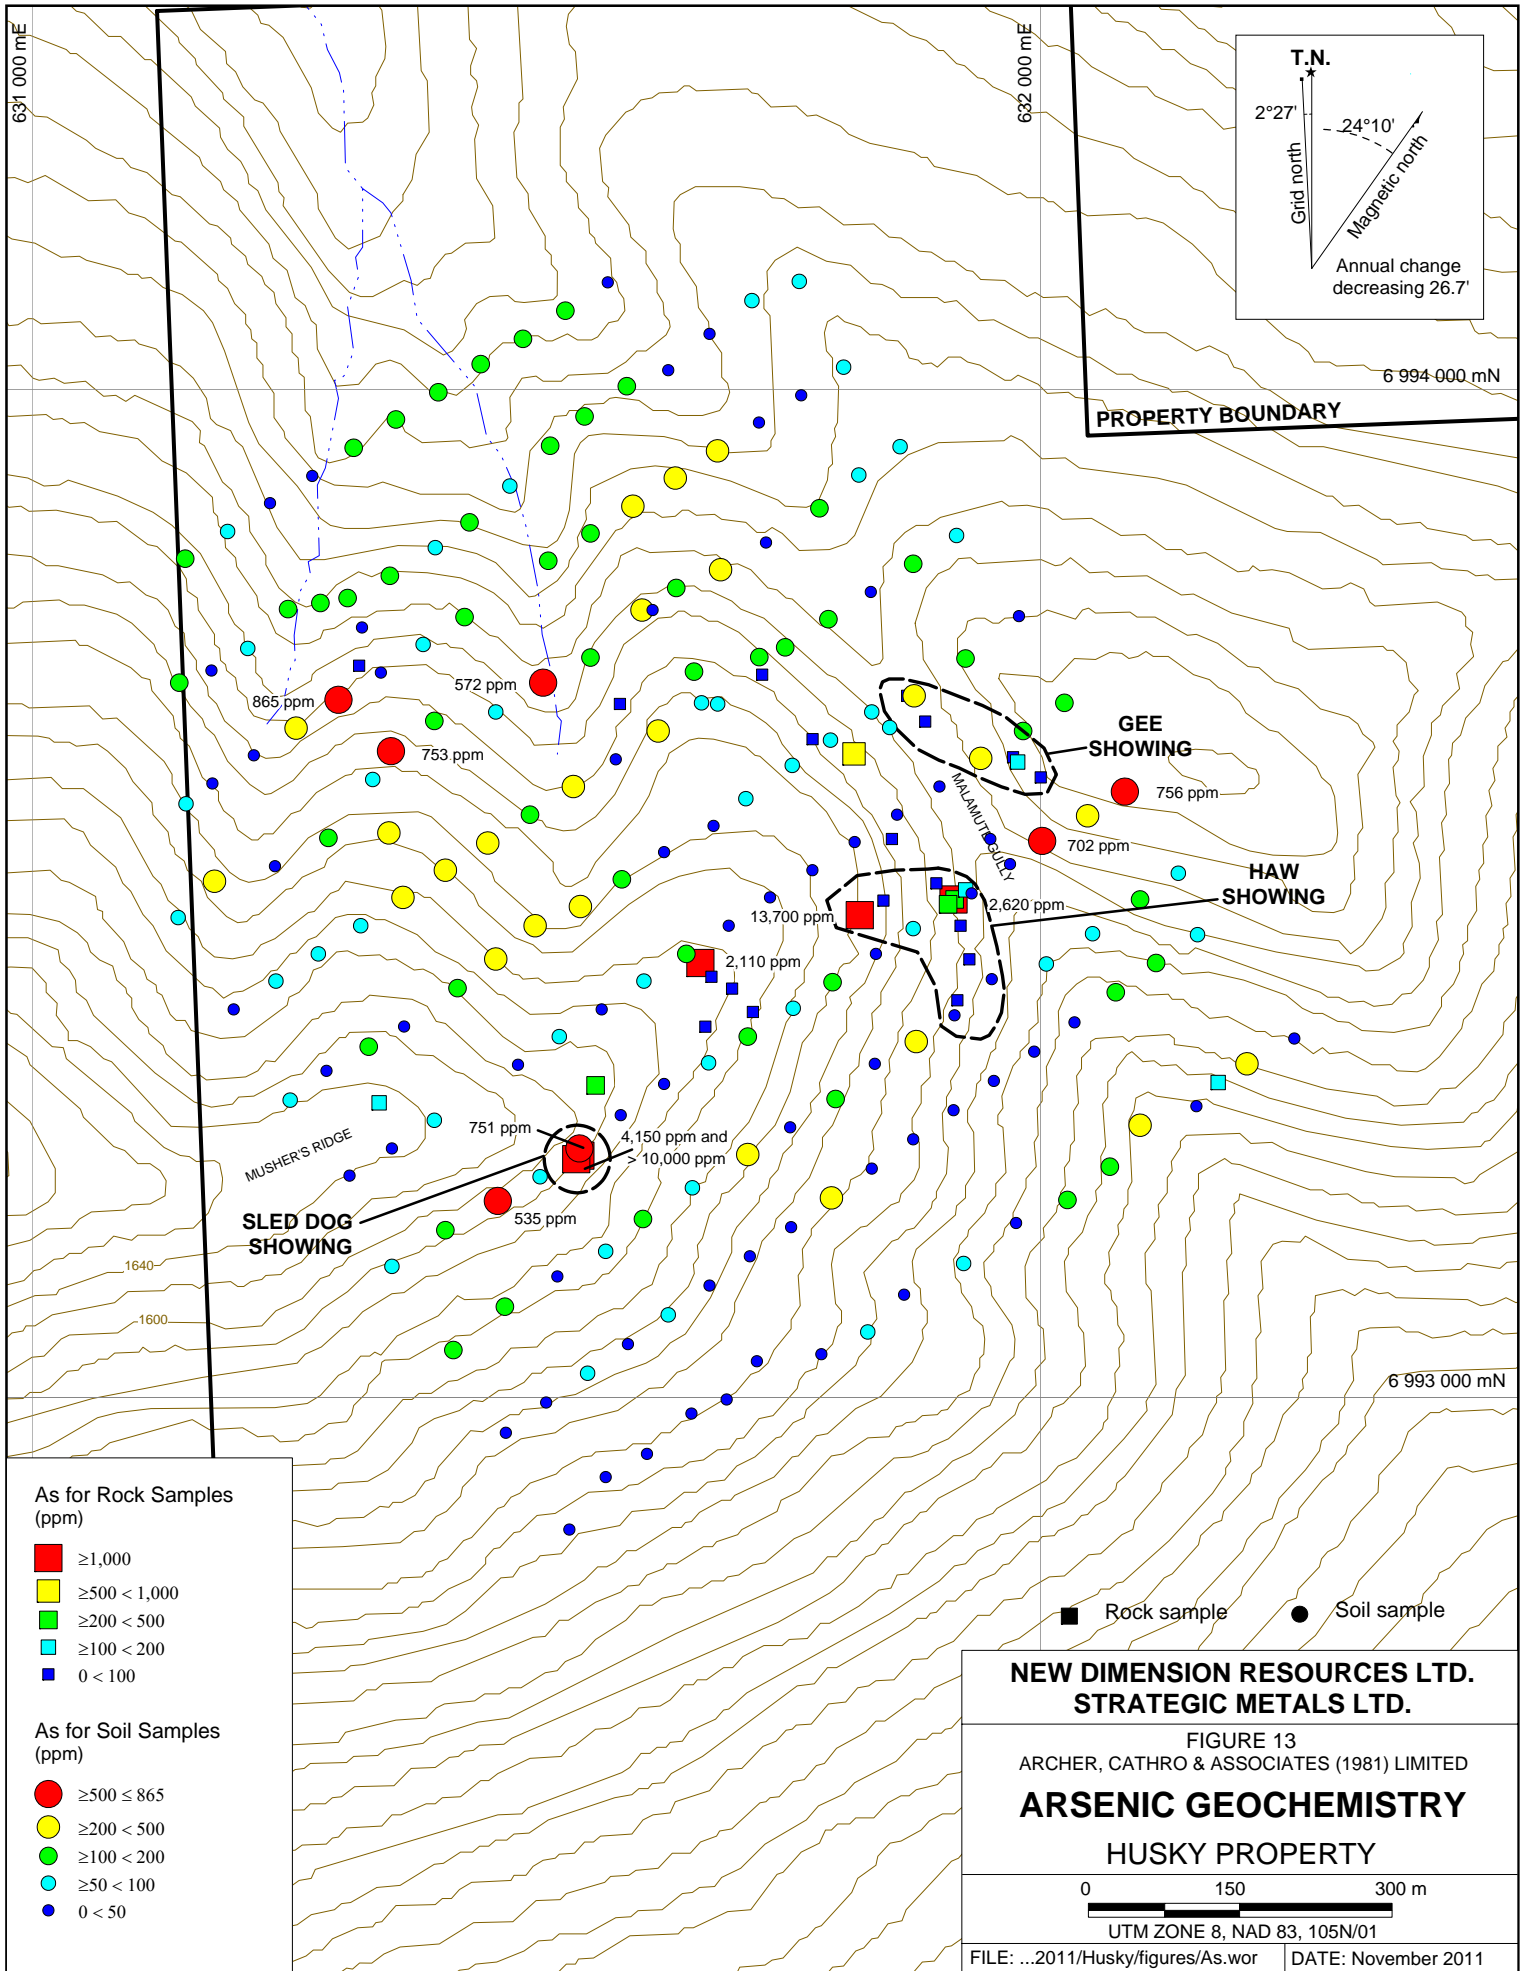 631 000 mE
632 000 mE
T.N.
2°27'
24°10'
Grid north
Magnetic north
Annual change
decreasing 26.7'
6 994 000 mN
PROPERTY BOUNDARY
572 ppm
865 ppm
753 ppm
GEE
SHOWING
MALAMUTE GULLY
756 ppm
702 ppm
HAW
SHOWING
13,700 ppm
2,620 ppm
2,110 ppm
751 ppm
4,150 ppm and
> 10,000 ppm
MUSHER'S RIDGE
535 ppm
SLED DOG
SHOWING
1640
1600
6 993 000 mN
As for Rock Samples
(ppm)
≥1,000
≥500 < 1,000
≥200 < 500
≥100 < 200
0 < 100
As for Soil Samples
(ppm)
≥500 ≤ 865
≥200 < 500
≥100 < 200
≥50 < 100
0 < 50
Rock sample
Soil sample
NEW DIMENSION RESOURCES LTD.
STRATEGIC METALS LTD.
FIGURE 13
ARCHER, CATHRO & ASSOCIATES (1981) LIMITED
ARSENIC GEOCHEMISTRY
HUSKY PROPERTY
0 150 300 m
UTM ZONE 8, NAD 83, 105N/01
FILE: ...2011/Husky/figures/As.wor
DATE: November 2011